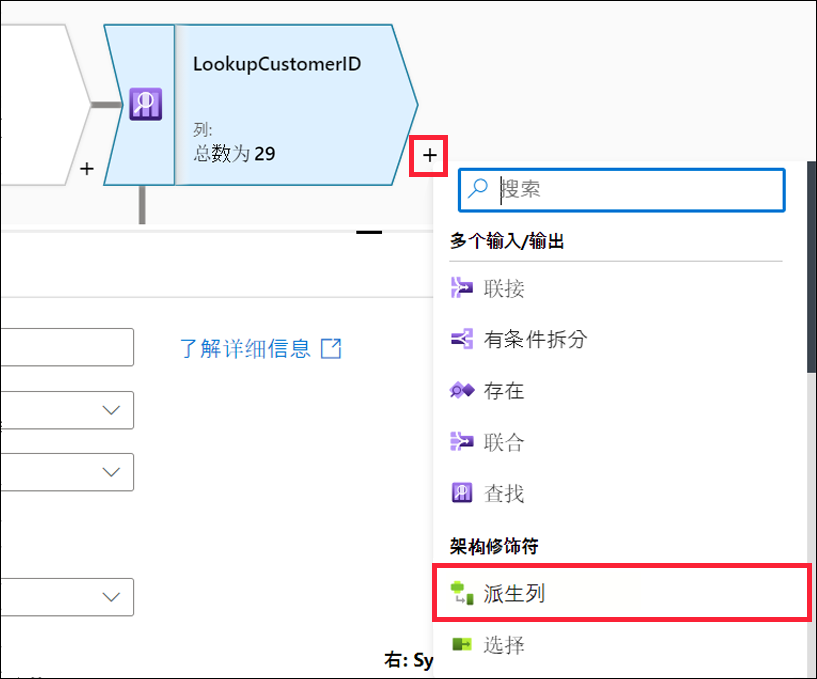 LookupCustomerID
列:
总数为 29
+
+
搜索
多个输入/输出
联接
了解详细信息
有条件拆分
存在
联合
查找
架构修饰符
派生列
选择
右: Sy